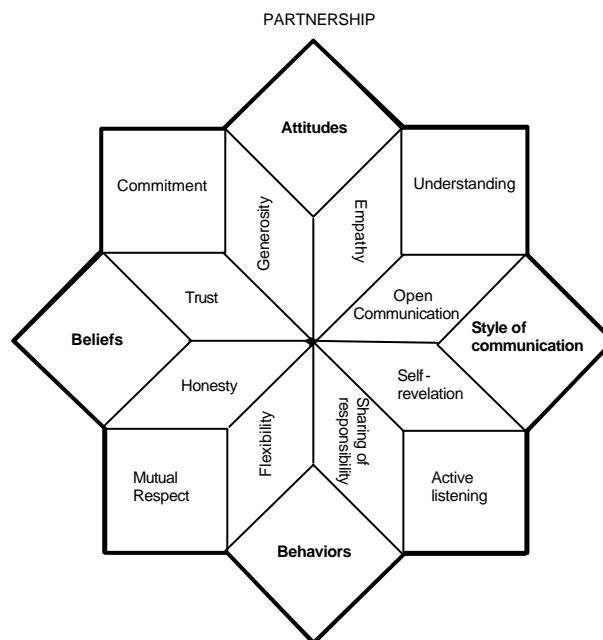 PARTNERSHIP
Attitudes
Commitment
Understanding
Generosity
Empathy
Trust
Open
Communication
Beliefs
Style of
communication
Honesty
Self-
revelation
Flexibility
Sharing of
responsibility
Mutual
Respect
Active
listening
Behaviors